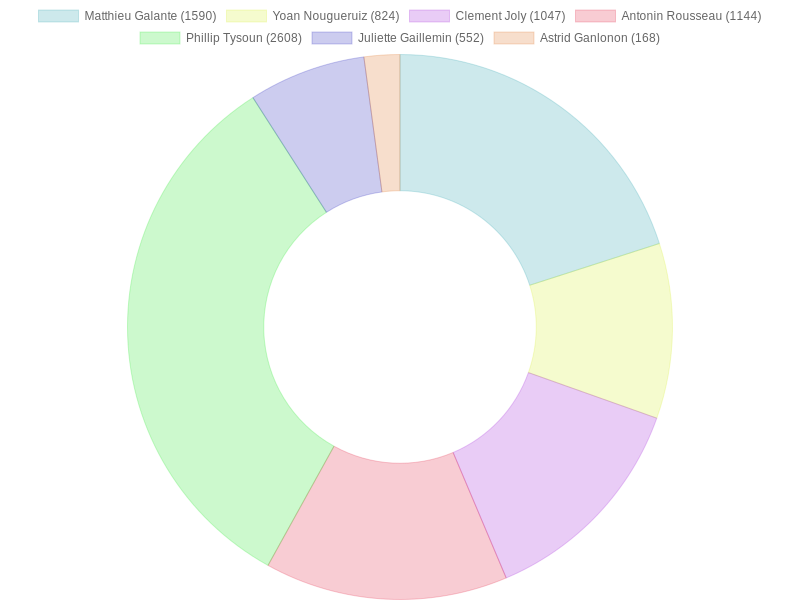 Matthieu Galante (1590) Yoan Nougueruiz (824) Clement Joly (1047) Antonin Rousseau (1144)
Phillip Tysoun (2608) Juliette Gaillemin (552) Astrid Ganlonon (168)